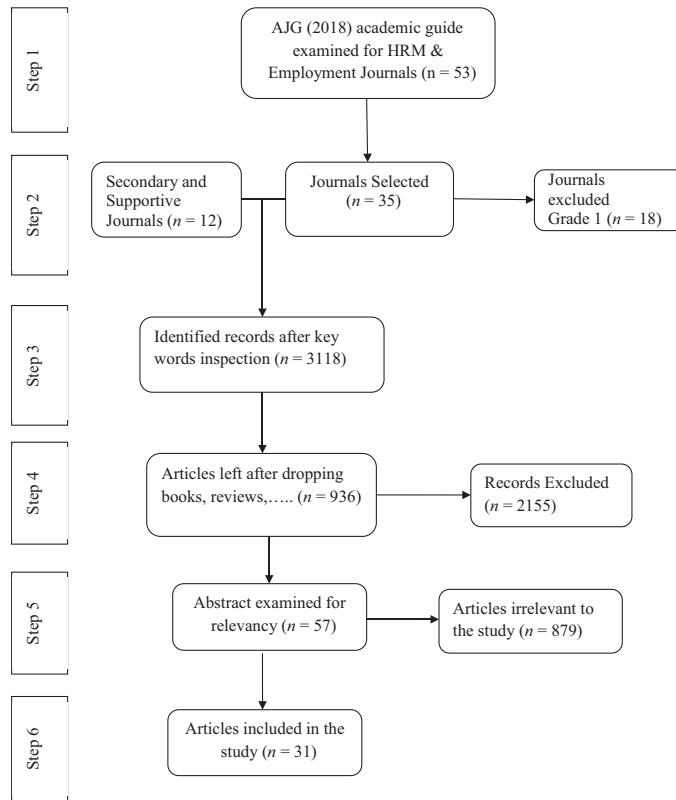 Step 1
AJG (2018) academic guide
examined for HRM &
Employment Journals (n = 53)
Step 2
Secondary and
Supportive
Journals (n = 12)
Journals Selected
(n = 35)
Journals
excluded
Grade 1 (n = 18)
Step 3
Identified records after key
words inspection (n = 3118)
Step 4
Articles left after dropping
books, reviews,….. (n = 936)
Records Excluded
(n = 2155)
Step 5
Abstract examined for
relevancy (n = 57)
Articles irrelevant to
the study (n = 879)
Step 6
Articles included in the
study (n = 31)